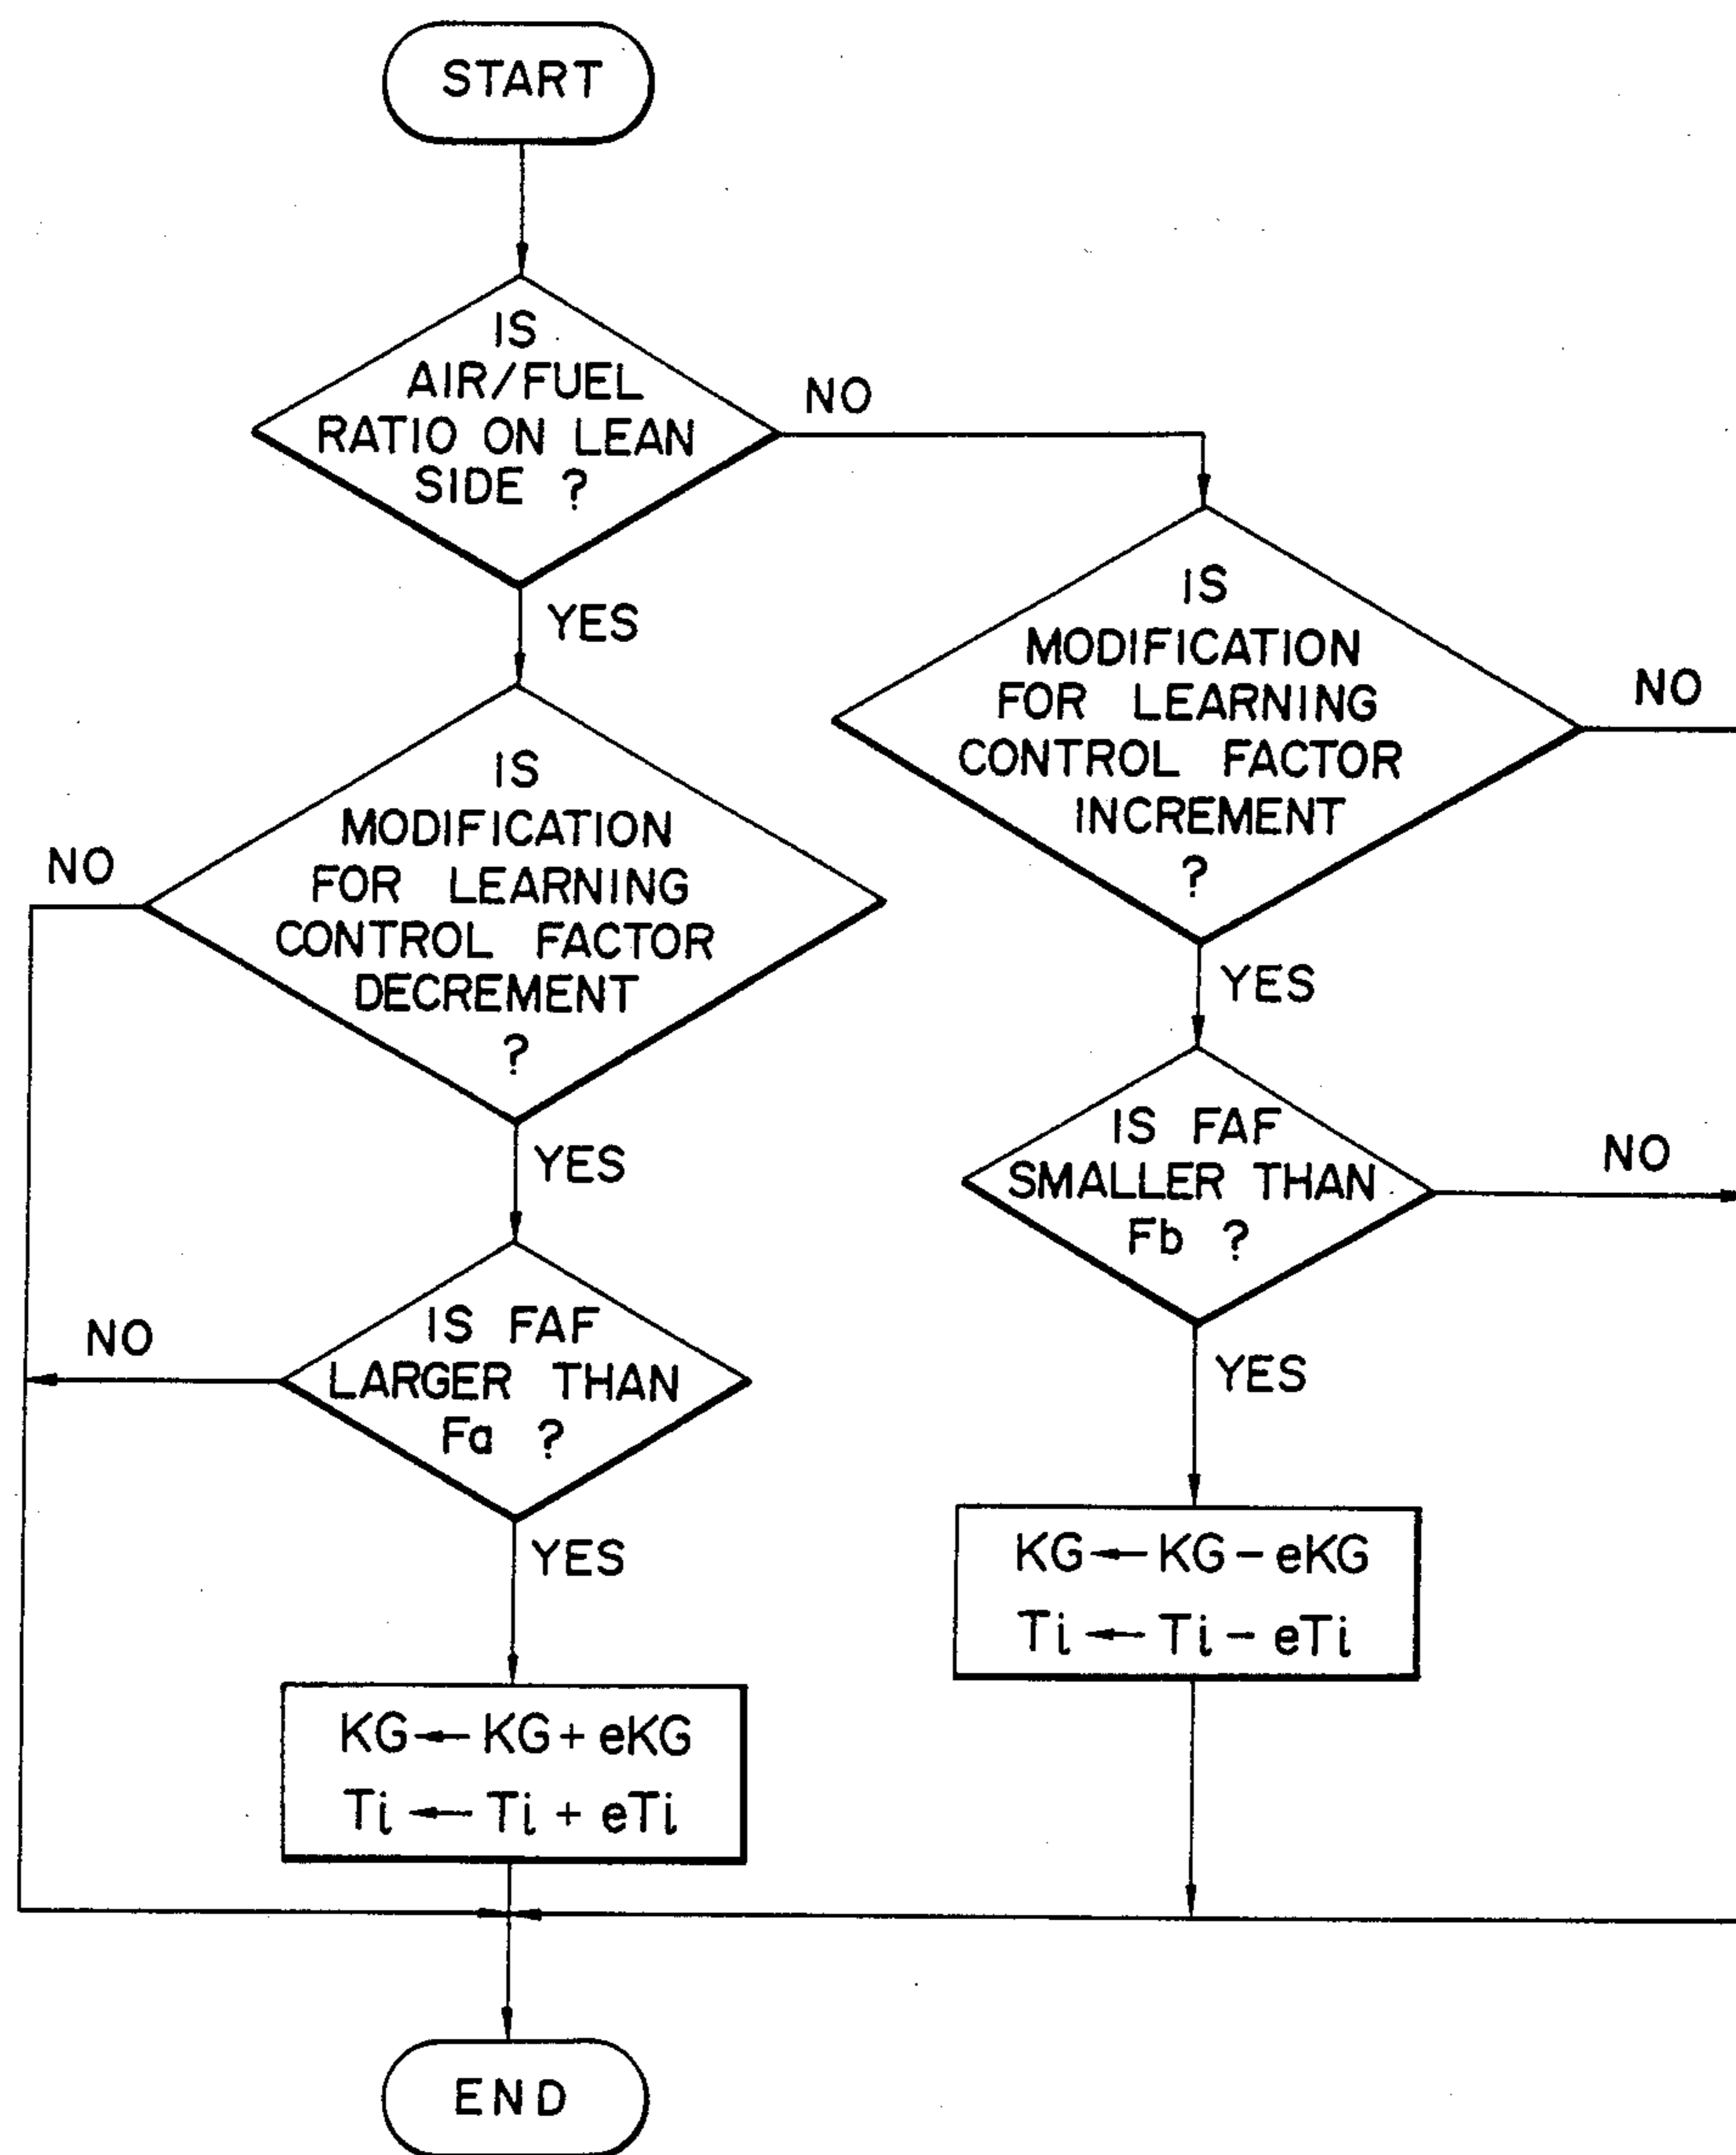 START
IS
AIR/FUEL
RATIO ON LEAN
SIDE ?
NO
YES
IS
MODIFICATION
FOR LEARNING
CONTROL FACTOR
INCREMENT
?
NO
YES
IS
MODIFICATION
FOR LEARNING
CONTROL FACTOR
DECREMENT
?
NO
YES
IS FAF
SMALLER THAN
Fb ?
NO
YES
IS FAF
LARGER THAN
Fa ?
NO
YES
KG ← KG − eKG
Ti ← Ti − eTi
KG ← KG + eKG
Ti ← Ti + eTi
END